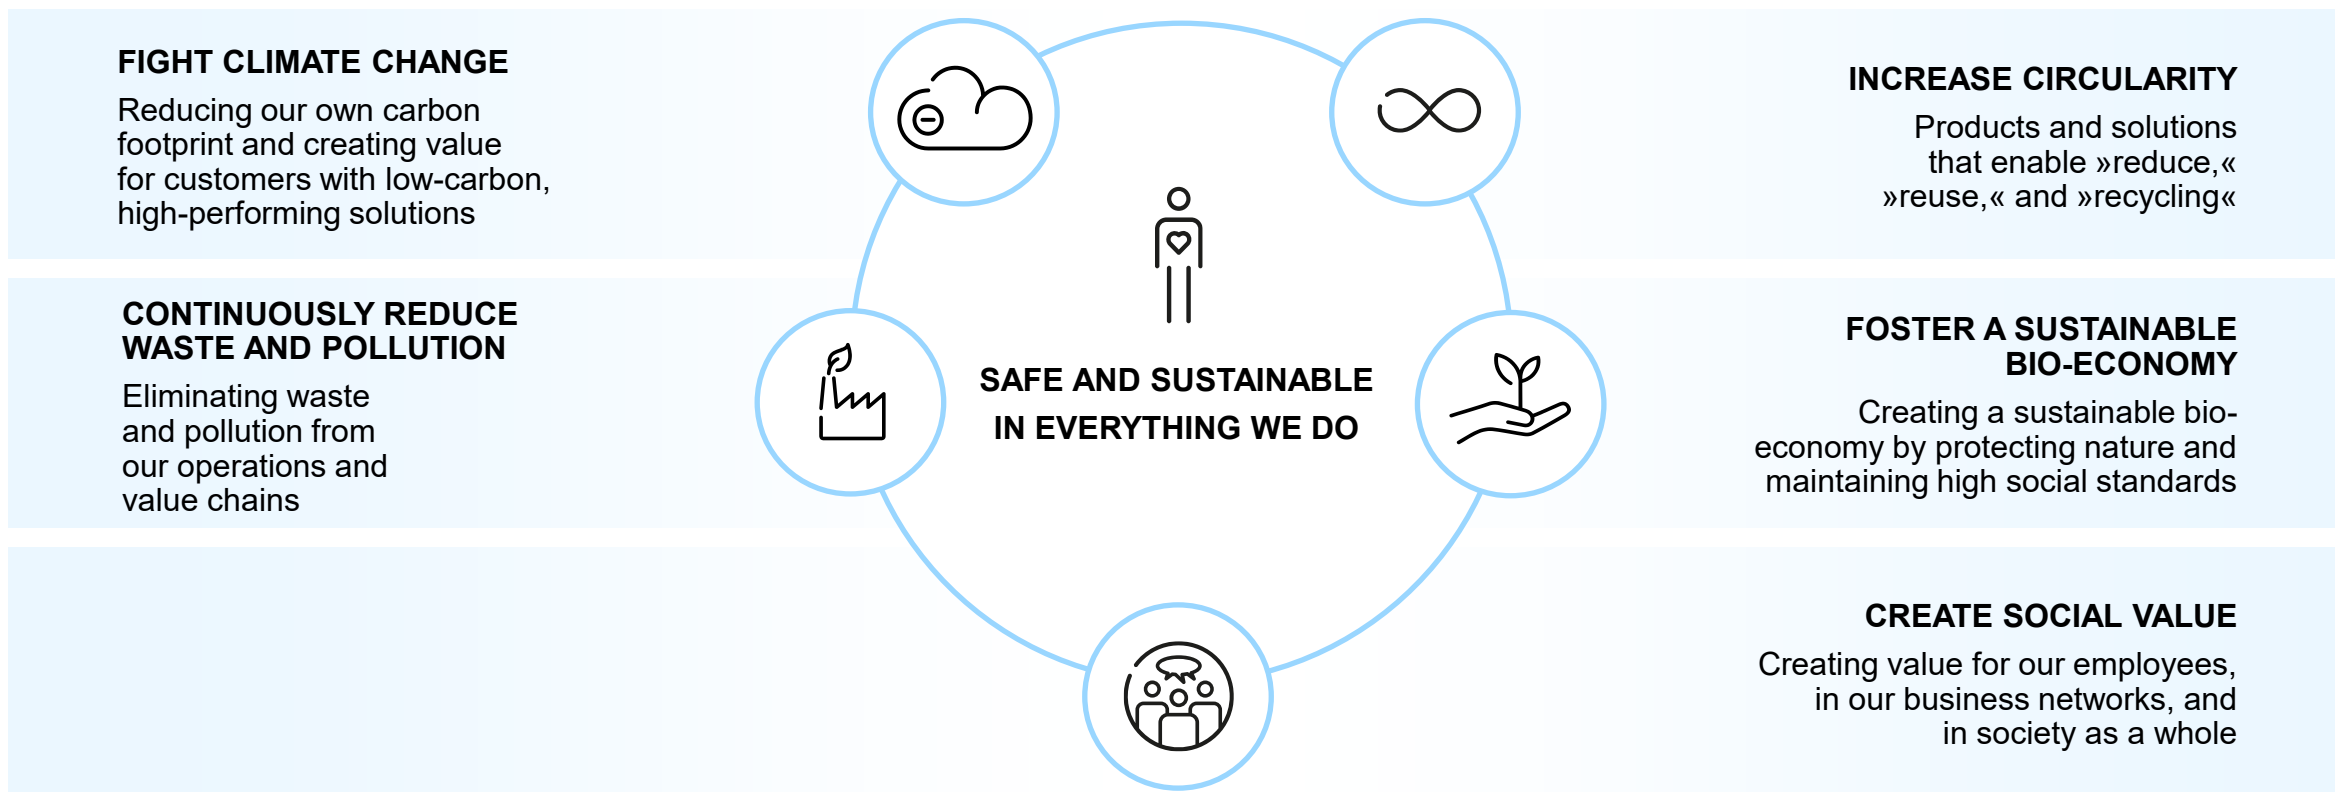 FIGHT CLIMATE CHANGE
Reducing our own carbon
footprint and creating value
for customers with low-carbon,
high-performing solutions
INCREASE CIRCULARITY
Products and solutions
that enable »reduce,«
»reuse,« and »recycling«
CONTINUOUSLY REDUCE
WASTE AND POLLUTION
Eliminating waste
and pollution from
our operations and
value chains
SAFE AND SUSTAINABLE
IN EVERYTHING WE DO
FOSTER A SUSTAINABLE
BIO-ECONOMY
Creating a sustainable bio-
economy by protecting nature and
maintaining high social standards
CREATE SOCIAL VALUE
Creating value for our employees,
in our business networks, and
in society as a whole